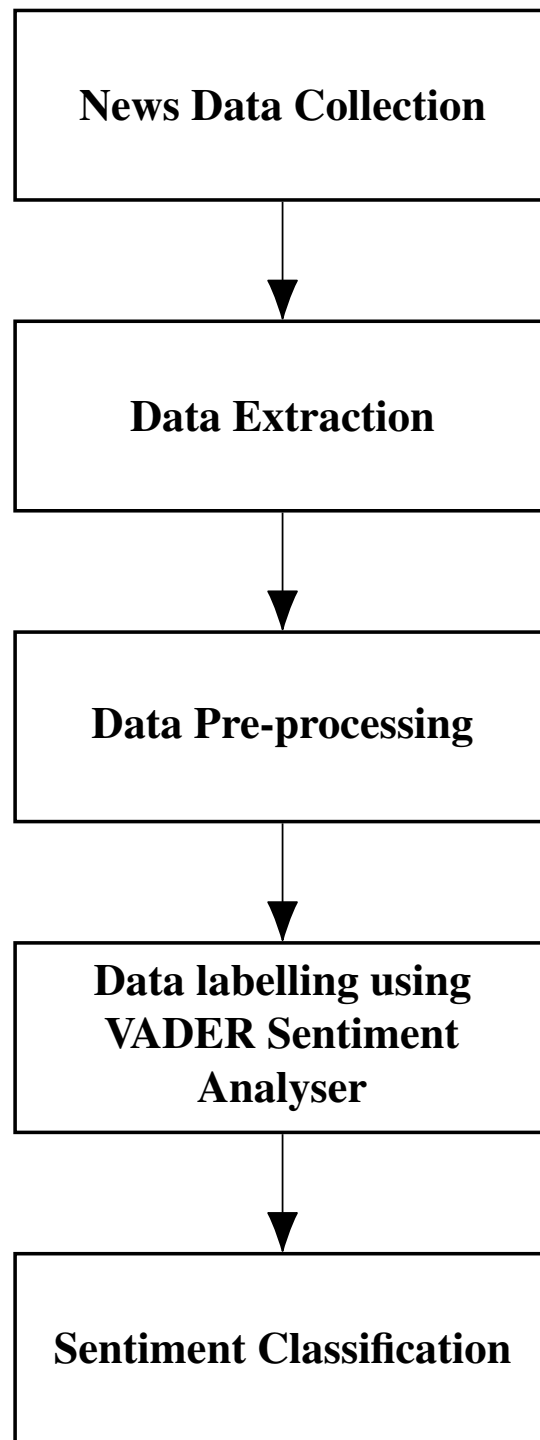 News Data Collection
Data Extraction
Data Pre-processing
Data labelling using
VADER Sentiment
Analyser
Sentiment Classification